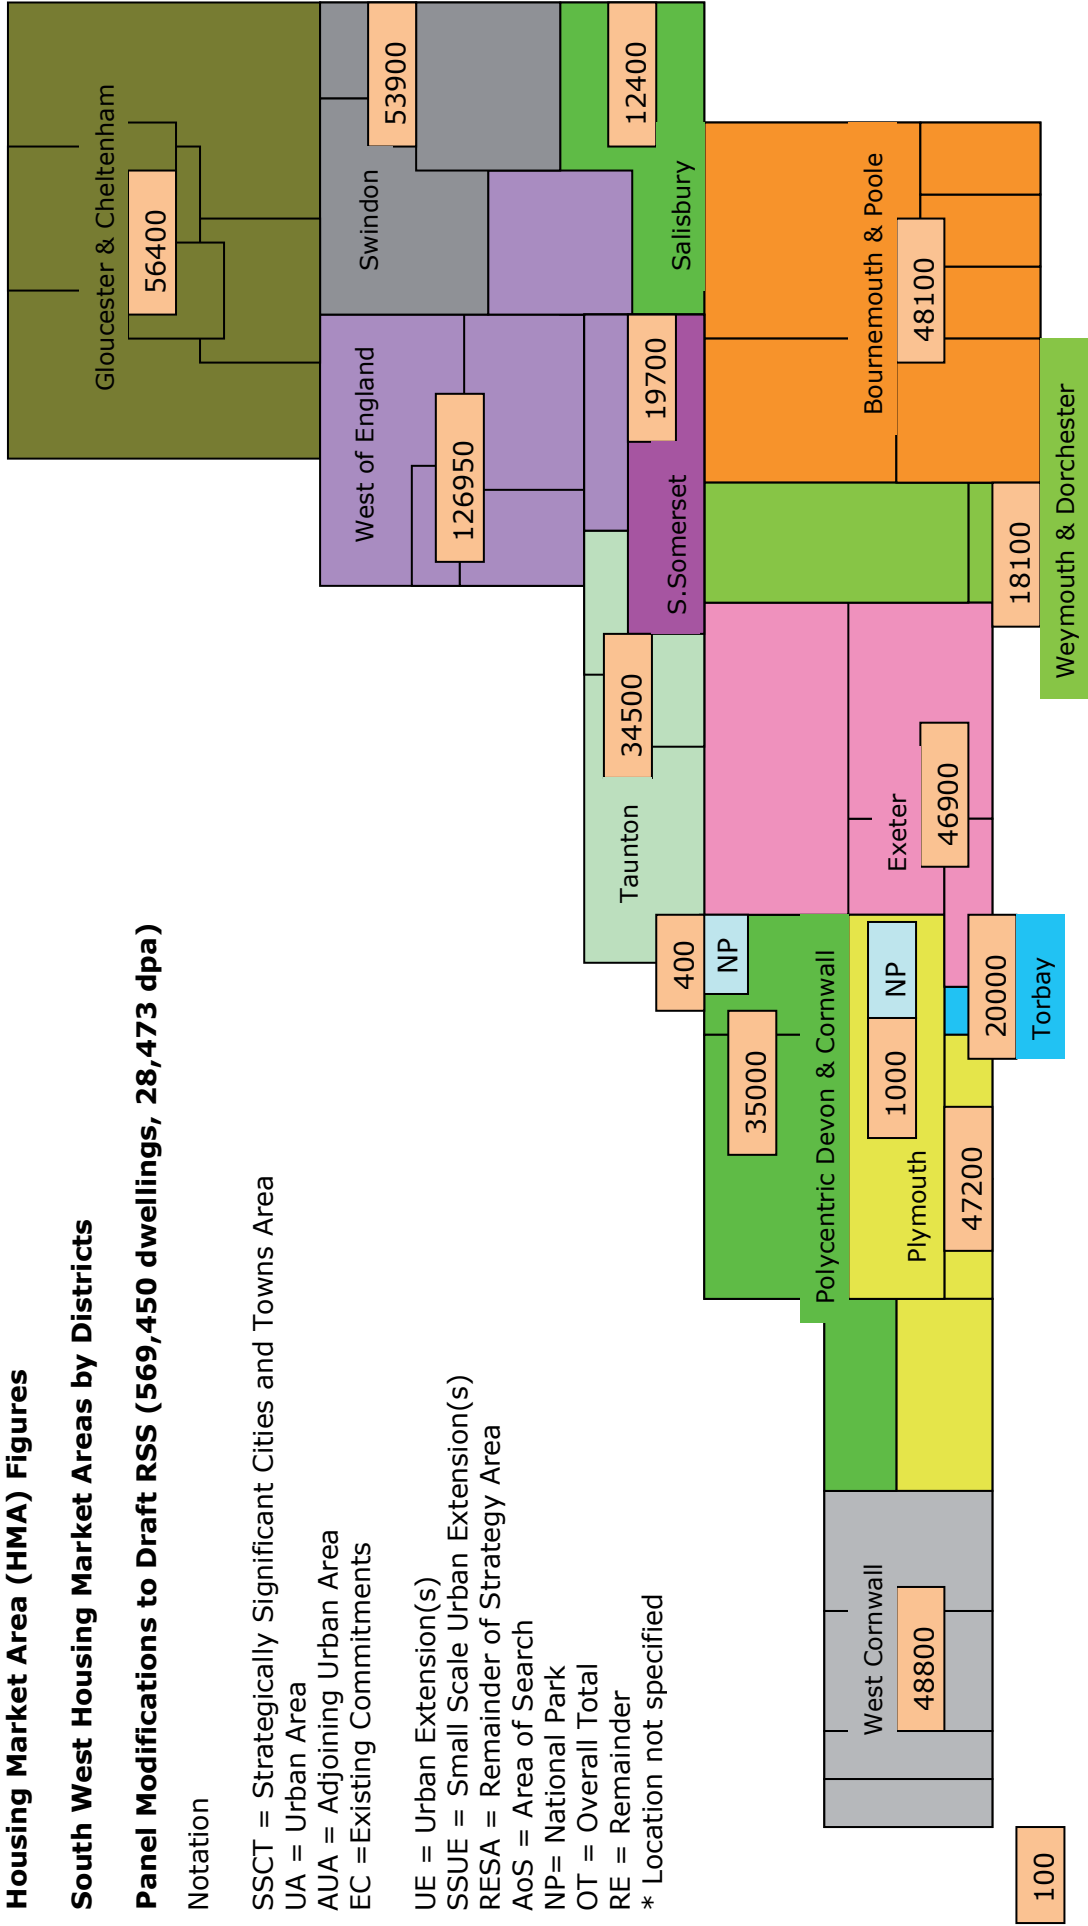 Housing Market Area (HMA) Figures
South West Housing Market Areas by Districts
Panel Modifications to Draft RSS (569,450 dwellings, 28,473 dpa)
Notation
SSCT = Strategically Significant Cities and Towns Area
UA = Urban Area
AUA = Adjoining Urban Area
EC =Existing Commitments
UE = Urban Extension(s)
SSUE = Small Scale Urban Extension(s)
RESA = Remainder of Strategy Area
AoS = Area of Search
NP= National Park
OT = Overall Total
RE = Remainder
* Location not specified
Gloucester & Cheltenham
56400
Swindon
53900
West of England
126950
12400
Salisbury
19700
S.Somerset
34500
Taunton
400
NP
35000
Polycentric Devon & Cornwall
Bournemouth & Poole
48100
Exeter
46900
NP
1000
Plymouth
47200
20000
Torbay
18100
Weymouth & Dorchester
West Cornwall
48800
100